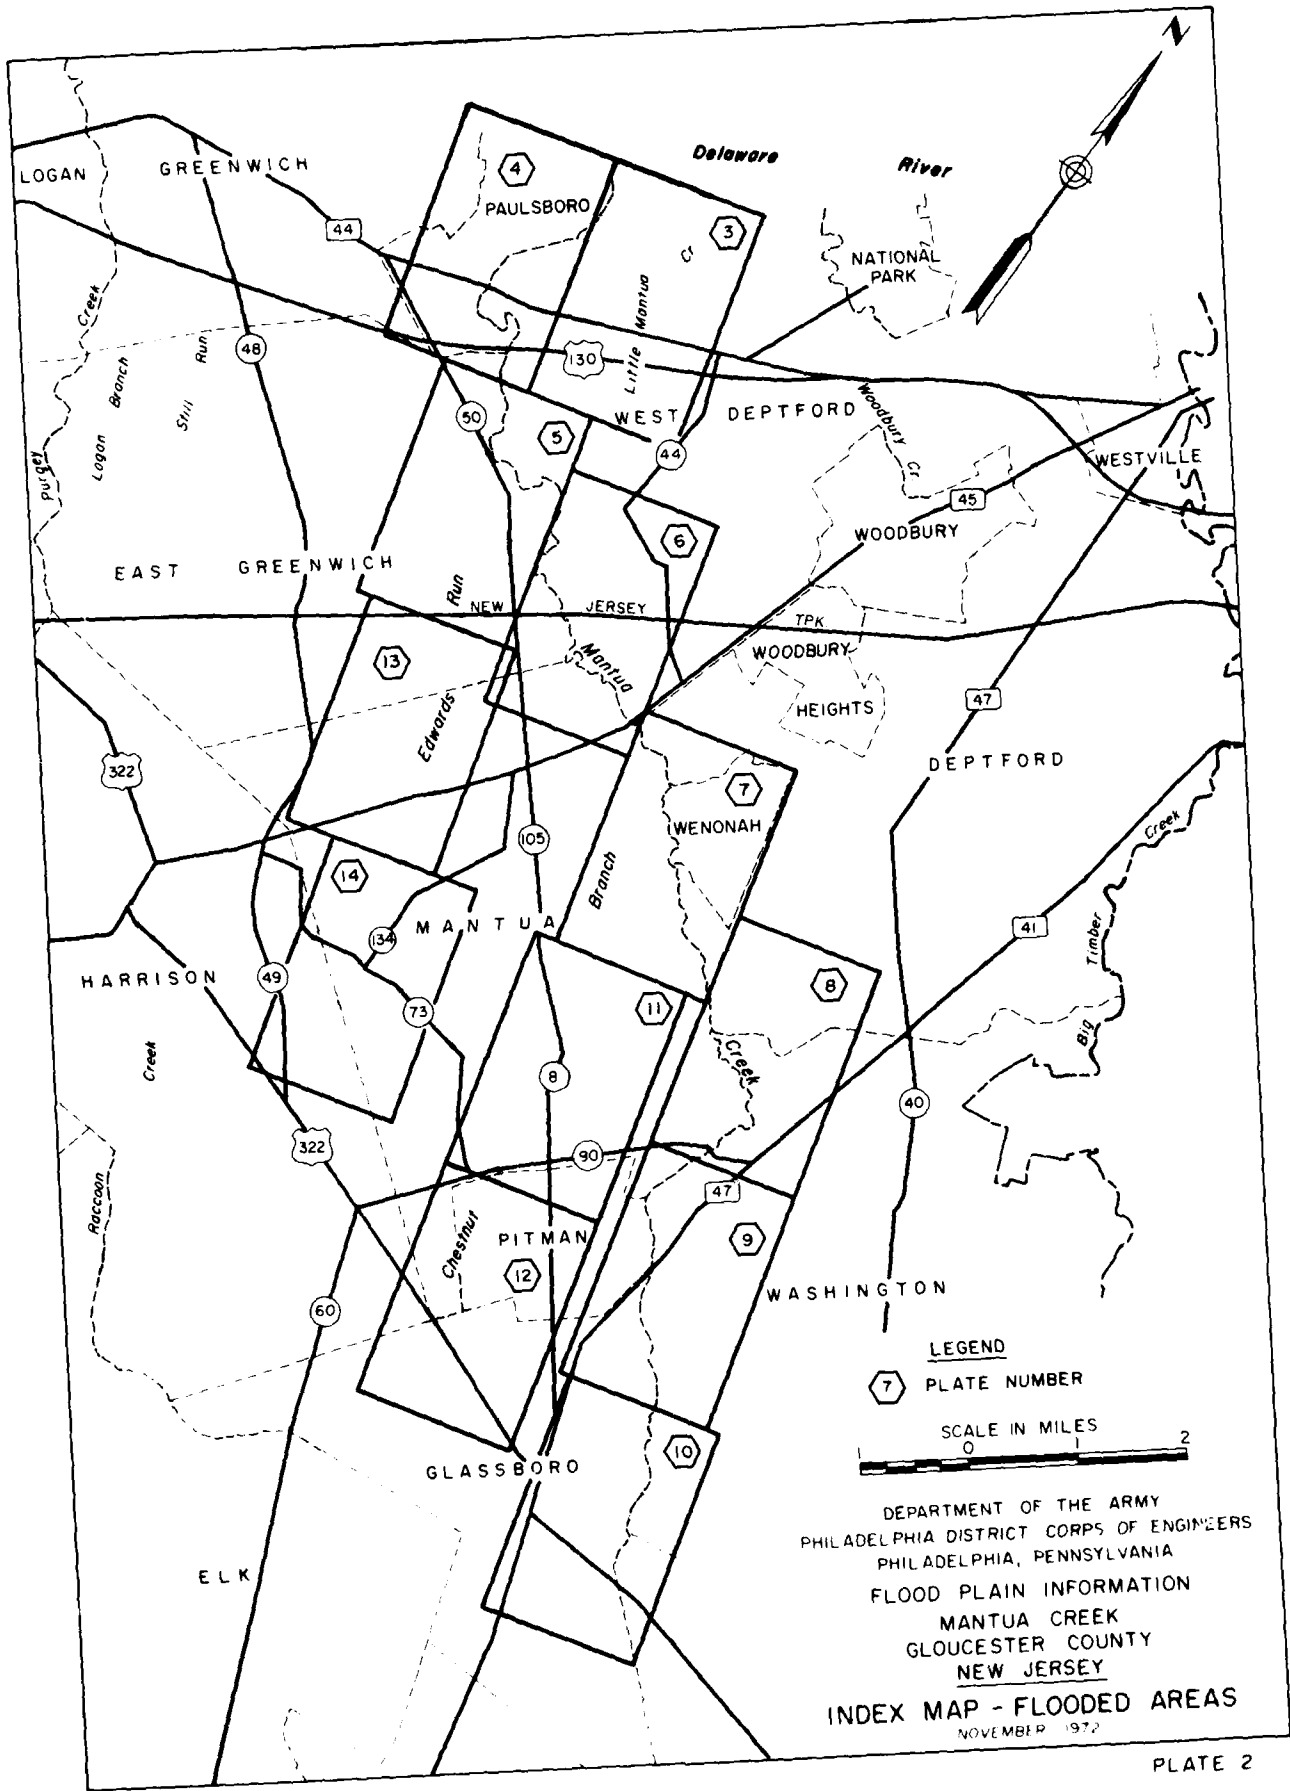 N
Delaware
River
LOGAN
GREENWICH
4
PAULSBORO
44
3
Little Mantua Cr
NATIONAL
PARK
Purgey
Creek
Logan Branch
Still Run
48
130
50
5
WEST DEPTFORD
44
Woodbury Cr.
45
WESTVILLE
6
WOODBURY
EAST GREENWICH
Run
NEW JERSEY
TPK
WOODBURY
HEIGHTS
13
Mantua
Edwards
47
322
DEPTFORD
7
WENONAH
105
Branch
14
Creek
Timber
Big
MANTUA
134
41
HARRISON
49
8
11
73
Creek
Creek
8
40
322
90
47
Raccoon
Chestnut
PITMAN
9
12
60
WASHINGTON
LEGEND
7 PLATE NUMBER
SCALE IN MILES
1 0 1 2
10
GLASSBORO
ELK
DEPARTMENT OF THE ARMY
PHILADELPHIA DISTRICT CORPS OF ENGINEERS
PHILADELPHIA, PENNSYLVANIA
FLOOD PLAIN INFORMATION
MANTUA CREEK
GLOUCESTER COUNTY
NEW JERSEY
INDEX MAP - FLOODED AREAS
NOVEMBER 1972
PLATE 2